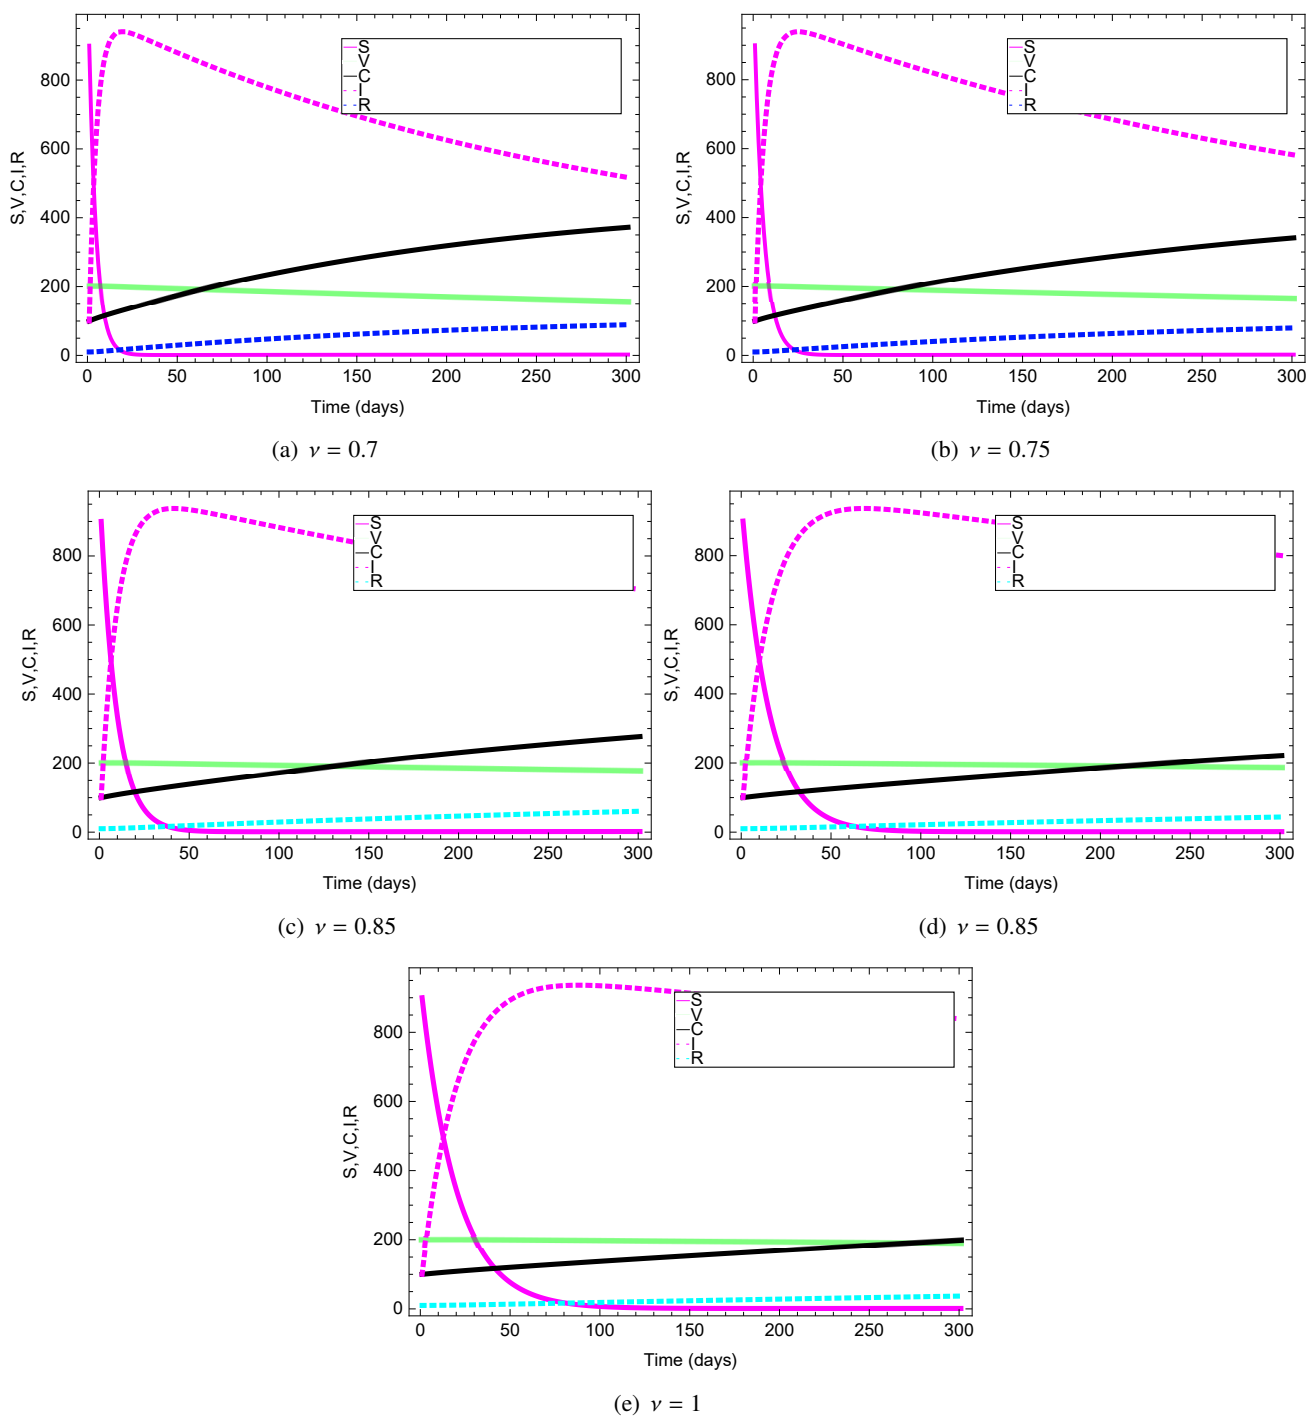 S
V
C
I
R
800
600
400
200
0
S,V,C,I,R
0 50 100 150 200 250 300
Time (days)
(a) ν = 0.7
S
V
C
I
R
800
600
400
200
0
S,V,C,I,R
0 50 100 150 200 250 300
Time (days)
(b) ν = 0.75
S
V
C
I
R
800
600
400
200
0
S,V,C,I,R
0 50 100 150 200 250 300
Time (days)
(c) ν = 0.85
S
V
C
I
R
800
600
400
200
0
S,V,C,I,R
0 50 100 150 200 250 300
Time (days)
(d) ν = 0.85
S
V
C
I
R
800
600
400
200
0
S,V,C,I,R
0 50 100 150 200 250 300
Time (days)
(e) ν = 1